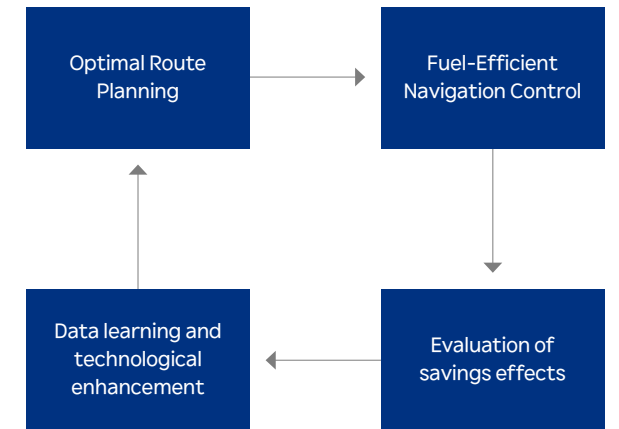 Optimal Route
Planning
Fuel-Efficient
Navigation Control
Data learning and
technological
enhancement
Evaluation of
savings effects